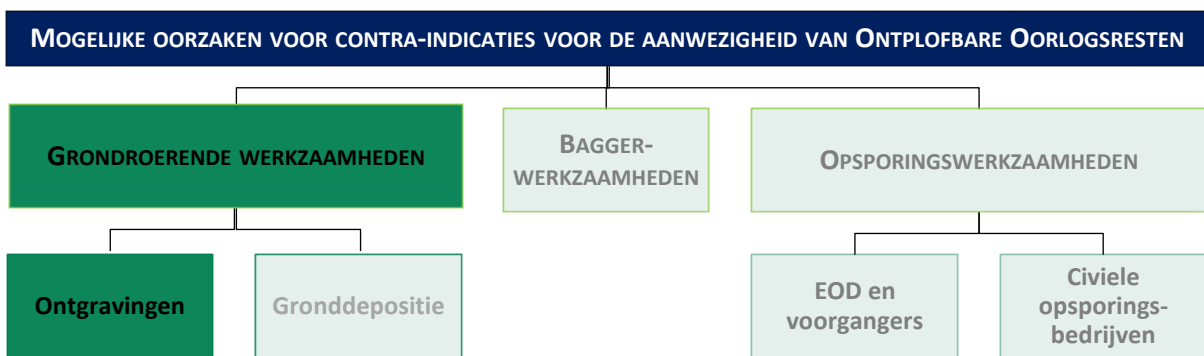 Mogelijke oorzaken voor contra-indicaties voor de aanwezigheid van Ontplofbare Oorlogsresten
Grondroerende werkzaamheden
Bagger-
werkzaamheden
Opsporingswerkzaamheden
Ontgravingen
Gronddepositie
EOD en
voorgangers
Civiele
opsporings-
bedrijven